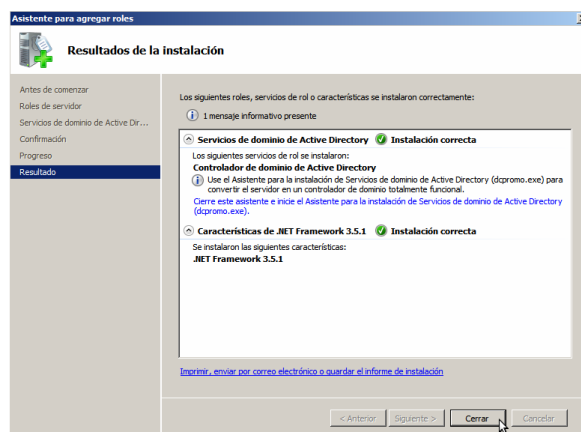 Asistente para agregar roles
Resultados de la instalación
Antes de comenzar
Roles de servidor
Servicios de dominio de Active Dir...
Confirmación
Progreso
Resultado
Los siguientes roles, servicios de rol o características se instalaron correctamente:
1 mensaje informativo presente
Servicios de dominio de Active Directory Instalación correcta
Los siguientes servicios de rol se instalaron:
Controlador de dominio de Active Directory
Use el Asistente para la instalación de Servicios de dominio de Active Directory (dcpromo.exe) para
convertir el servidor en un controlador de dominio totalmente funcional.
Cierre este asistente e inicie el Asistente para la instalación de Servicios de dominio de Active Directory
(dcpromo.exe).
Características de .NET Framework 3.5.1 Instalación correcta
Se instalaron las siguientes características:
.NET Framework 3.5.1
Imprimir, enviar por correo electrónico o guardar el informe de instalación
< Anterior Siguiente > Cerrar Cancelar